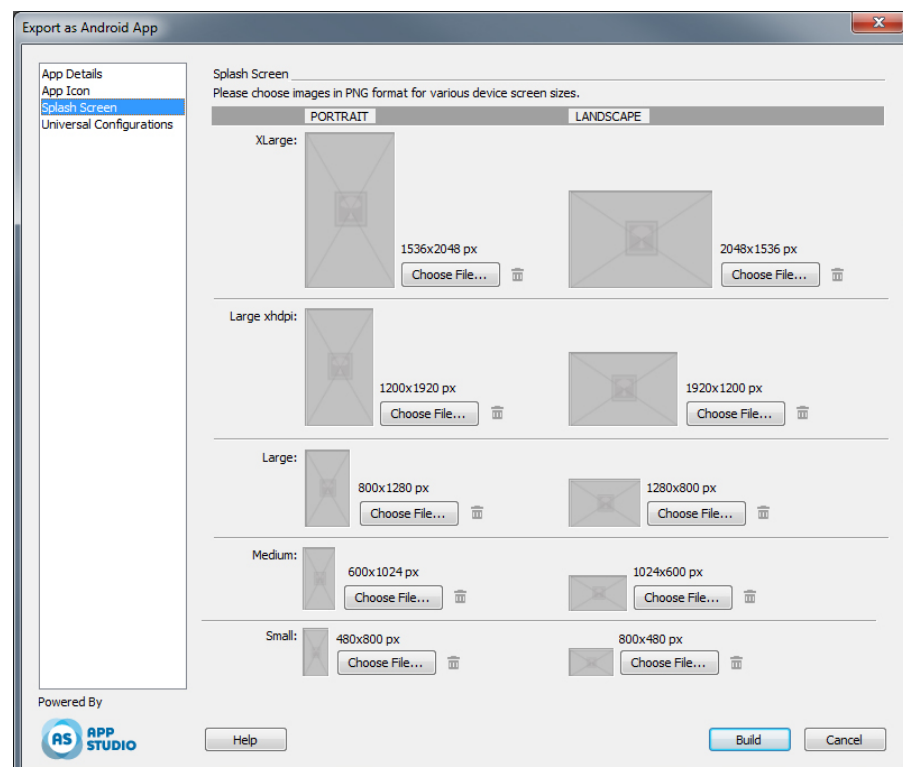 Export as Android App
App Details
App Icon
Splash Screen
Universal Configurations
Splash Screen
Please choose images in PNG format for various device screen sizes.
PORTRAIT LANDSCAPE
XLarge:
1536x2048 px 2048x1536 px
Choose File... Choose File...
Large xhdpi:
1200x1920 px 1920x1200 px
Choose File... Choose File...
Large:
800x1280 px 1280x800 px
Choose File... Choose File...
Medium:
600x1024 px 1024x600 px
Choose File... Choose File...
Small:
480x800 px 800x480 px
Choose File... Choose File...
Powered By
AS APP STUDIO
Help Build Cancel